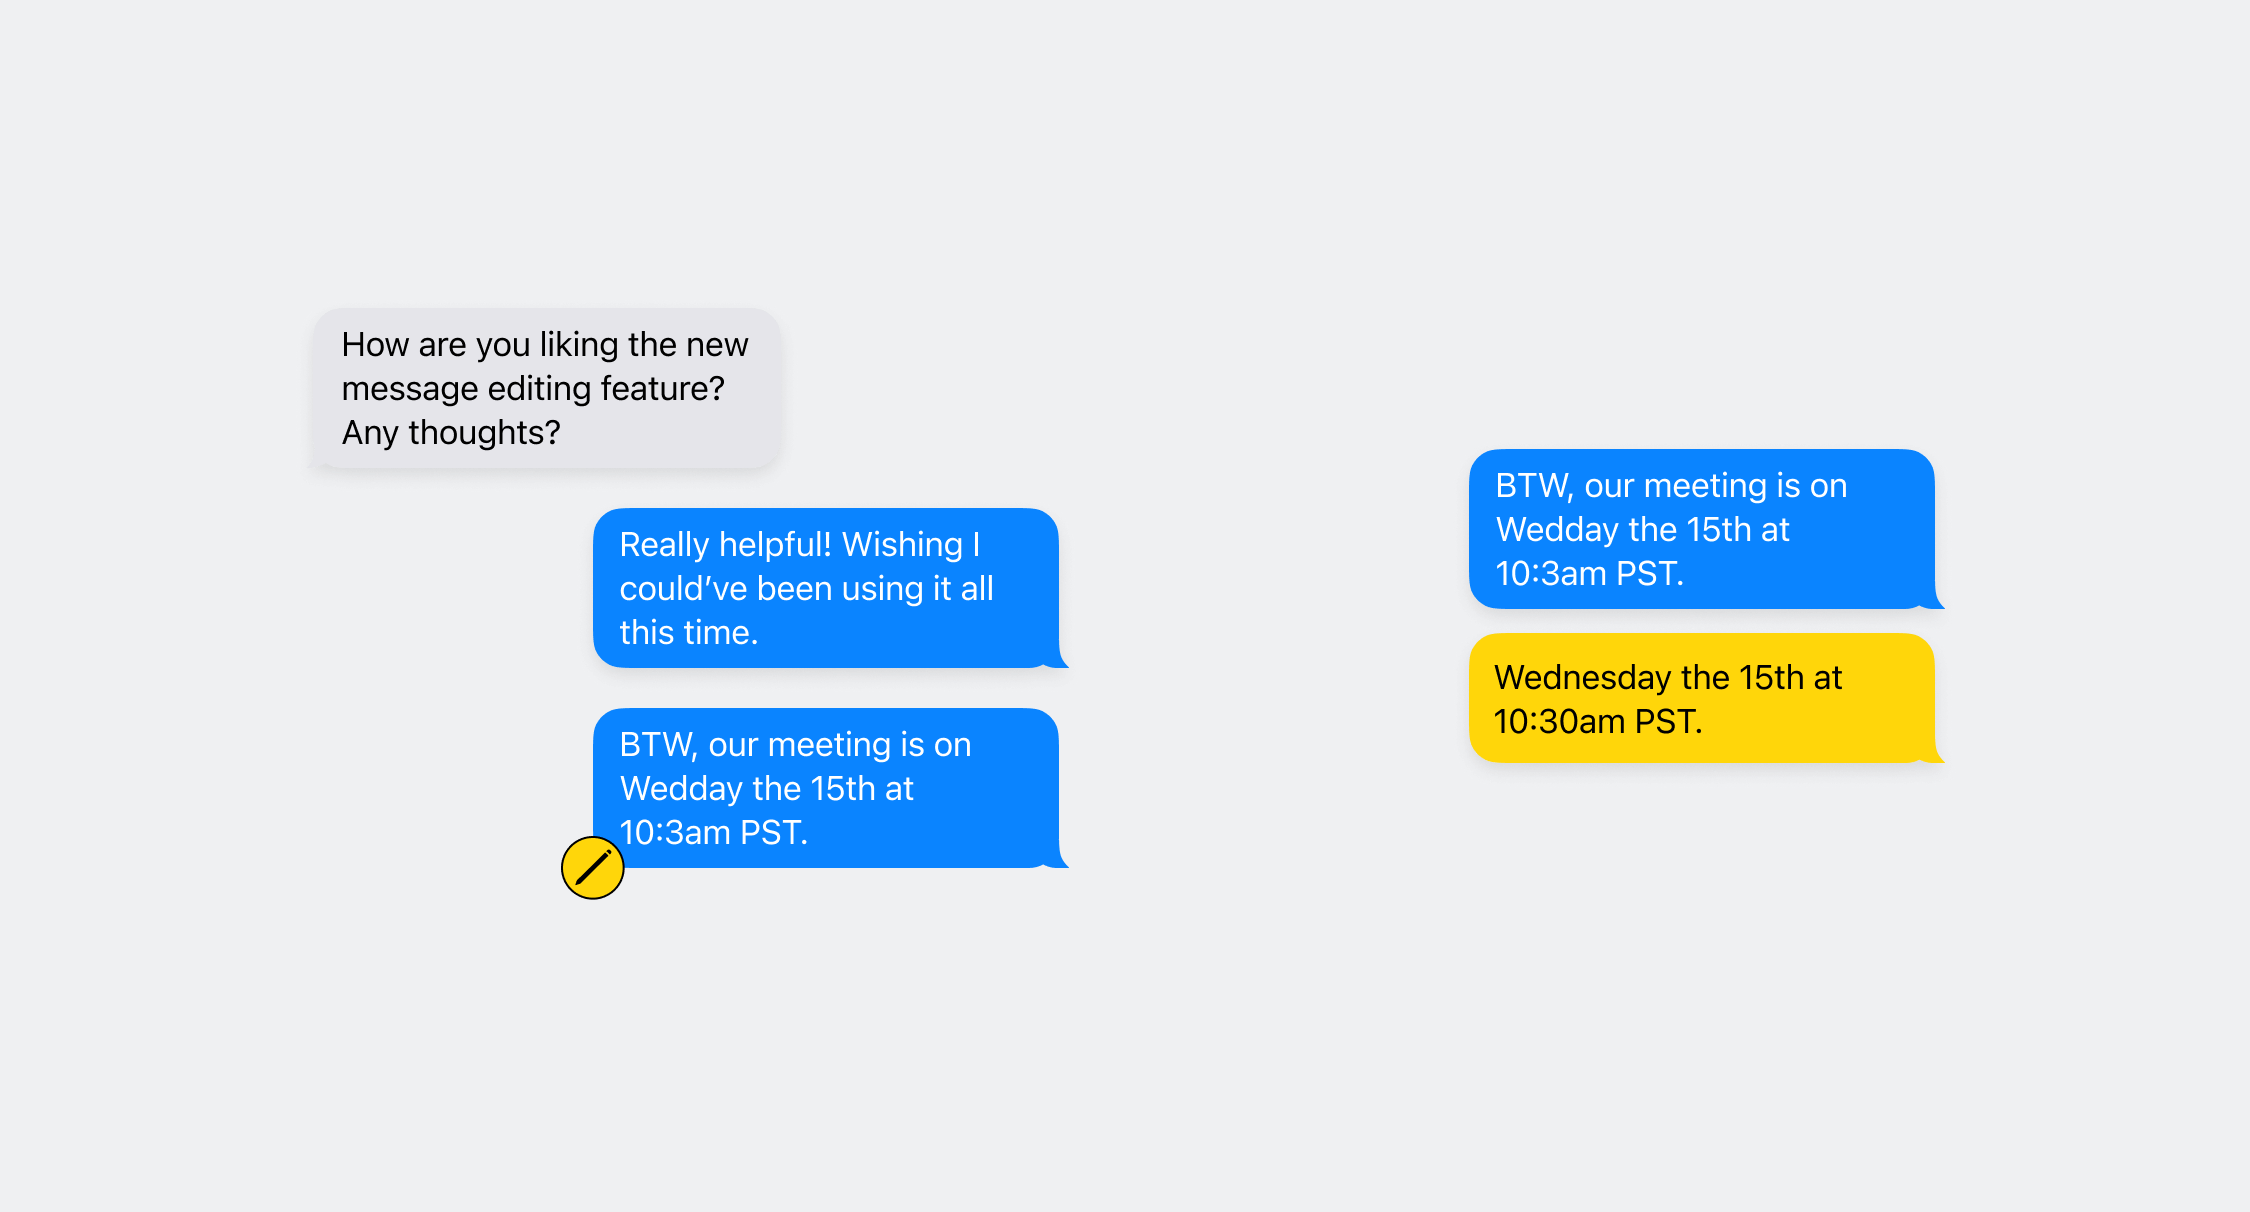 How are you liking the new
message editing feature?
Any thoughts?
Really helpful! Wishing I
could’ve been using it all
this time.
BTW, our meeting is on
Wedday the 15th at
10:3am PST.
BTW, our meeting is on
Wedday the 15th at
10:3am PST.
Wednesday the 15th at
10:30am PST.